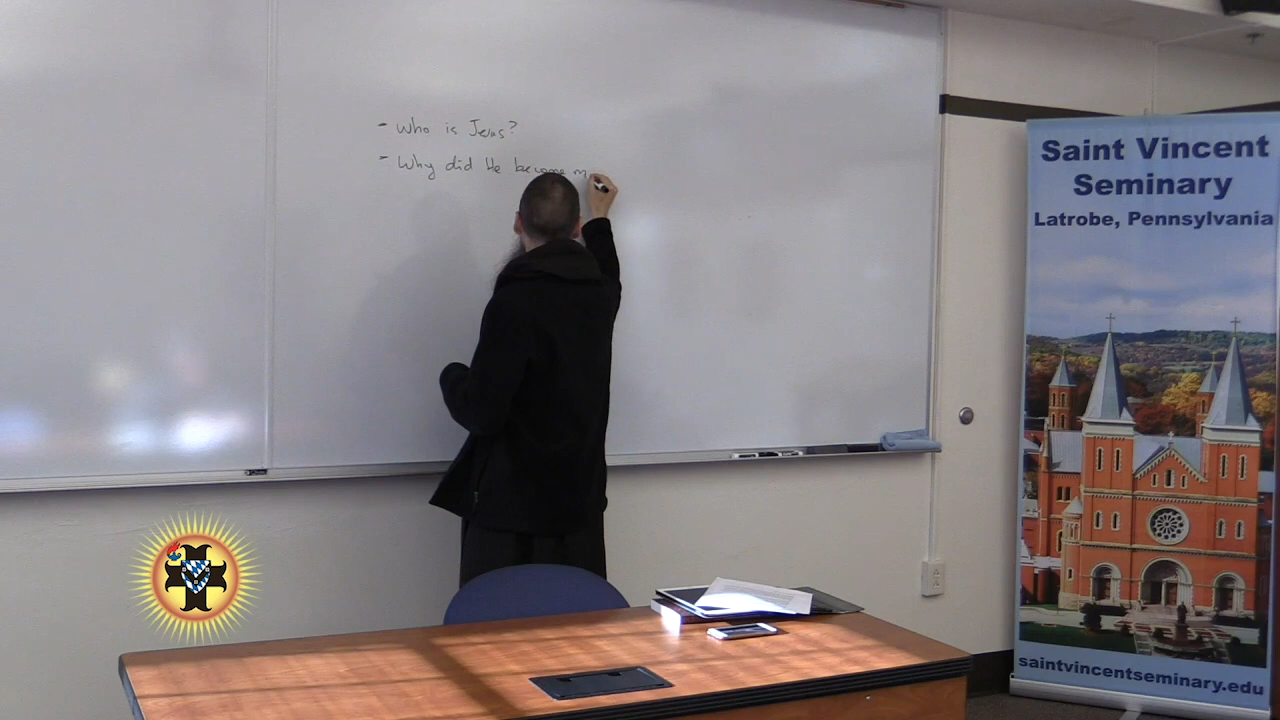 - Who is Jesus?
- Why did He become m
Saint Vincent
Seminary
Latrobe, Pennsylvania
saintvincentseminary.edu